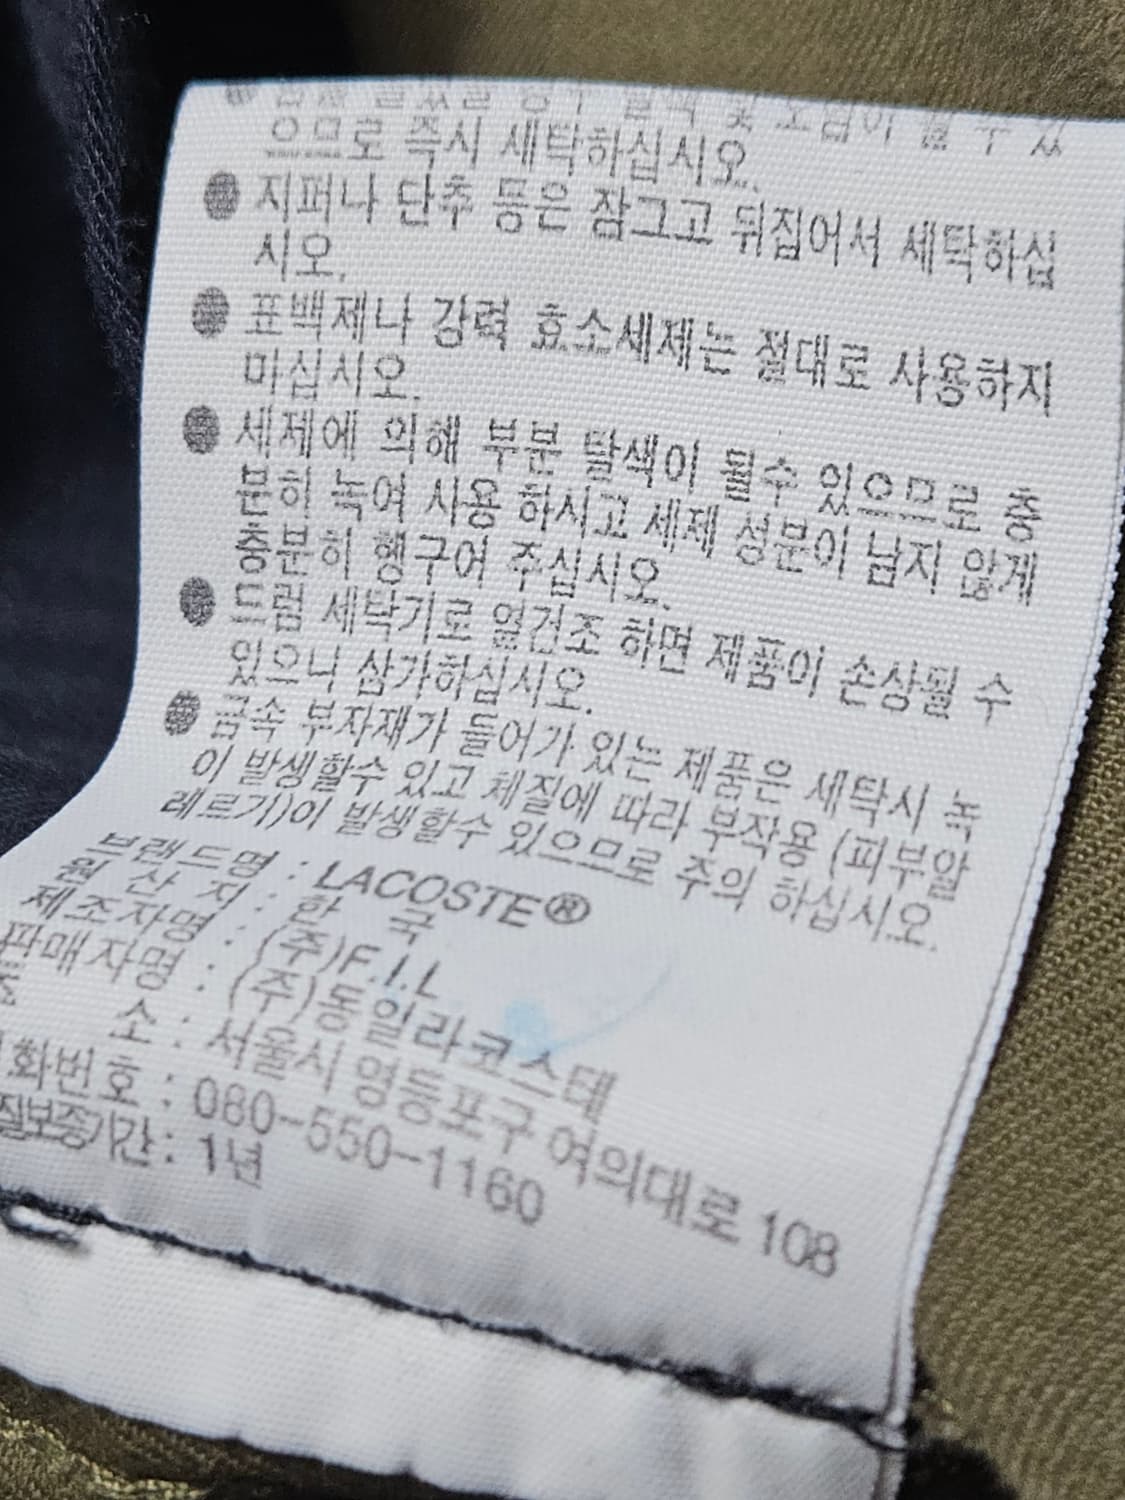 으므로 즉시 세탁하십시오.
● 지퍼나 단추 등은 잠그고 뒤집어서 세탁하십
시오.
● 표백제나 강력 효소세제는 절대로 사용하지
마십시오.
● 세제에 의해 부분 탈색이 될수 있으므로 충
분히 녹여 사용 하시고 세제 성분이 남지 않게
충분히 헹구어 주십시오.
● 드럼 세탁기로 열건조 하면 제품이 손상될 수
있으니 삼가하십시오.
● 금속 부자재가 들어가 있는 제품은 세탁시 녹
이 발생할수 있고 체질에 따라 부작용 (피부알
레르기)이 발생할수 있으므로 주의 하십시오.
브랜드명 : LACOSTE®
원 산 지 : 한 국
제조자명 : (주)F.I.L
판매자명 : (주)동일라코스테
소 : 서울시 영등포구 여의대로 108
화번호 : 080-550-1160
질보증기간 : 1년